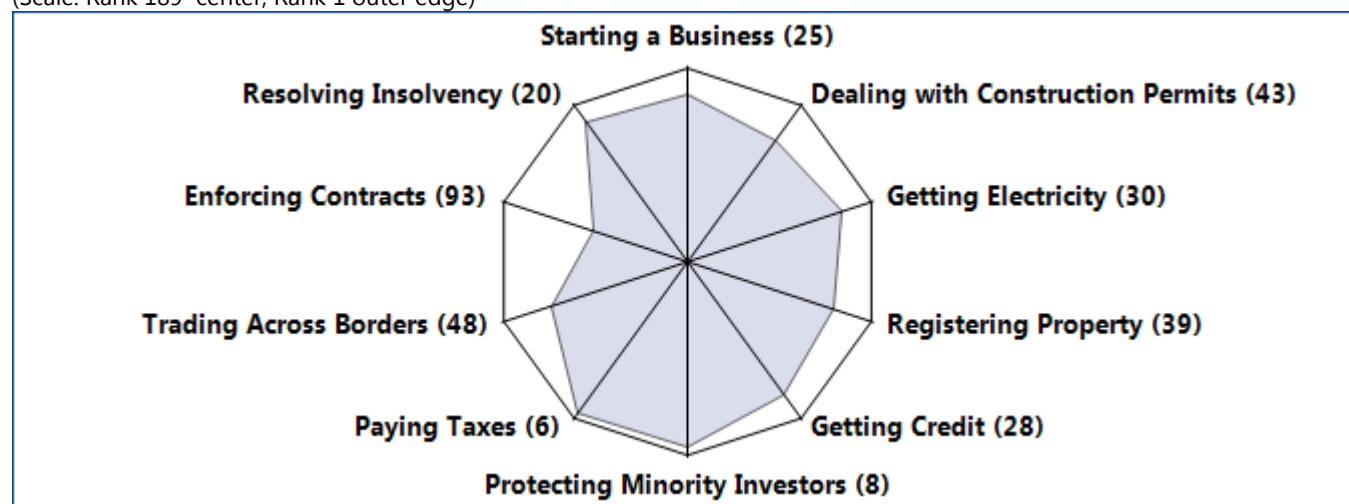 (Scale: Rank 189 center, Rank 1 outer edge)
Starting a Business (25)
Resolving Insolvency (20)
Dealing with Construction Permits (43)
Enforcing Contracts (93)
Getting Electricity (30)
Trading Across Borders (48)
Registering Property (39)
Paying Taxes (6)
Getting Credit (28)
Protecting Minority Investors (8)